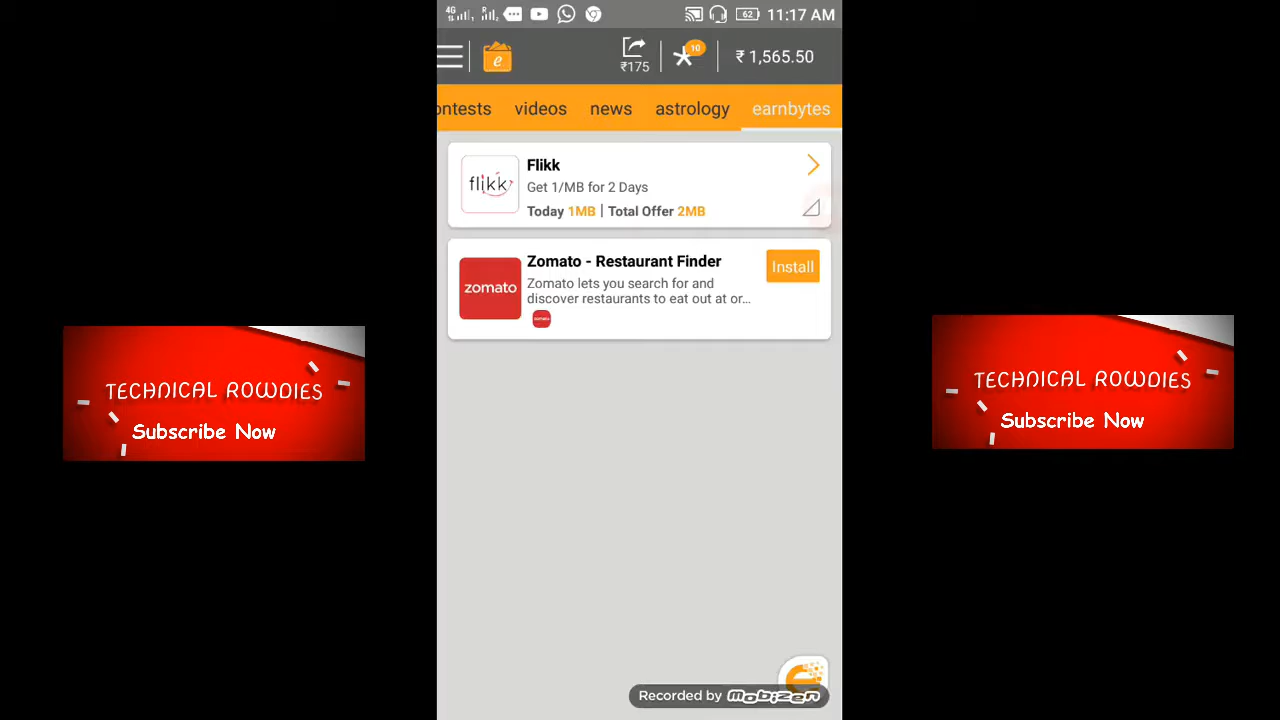 4G R 62 11:17 AM
e ₹175 10 ₹ 1,565.50
ontests videos news astrology earnbytes
flikk
Flikk
Get 1/MB for 2 Days
Today 1MB | Total Offer 2MB
zomato
Zomato - Restaurant Finder
Install
Zomato lets you search for and
discover restaurants to eat out at or...
zomato
TECHNICAL ROWDIES
Subscribe Now
TECHNICAL ROWDIES
Subscribe Now
e
Recorded by Mobizen